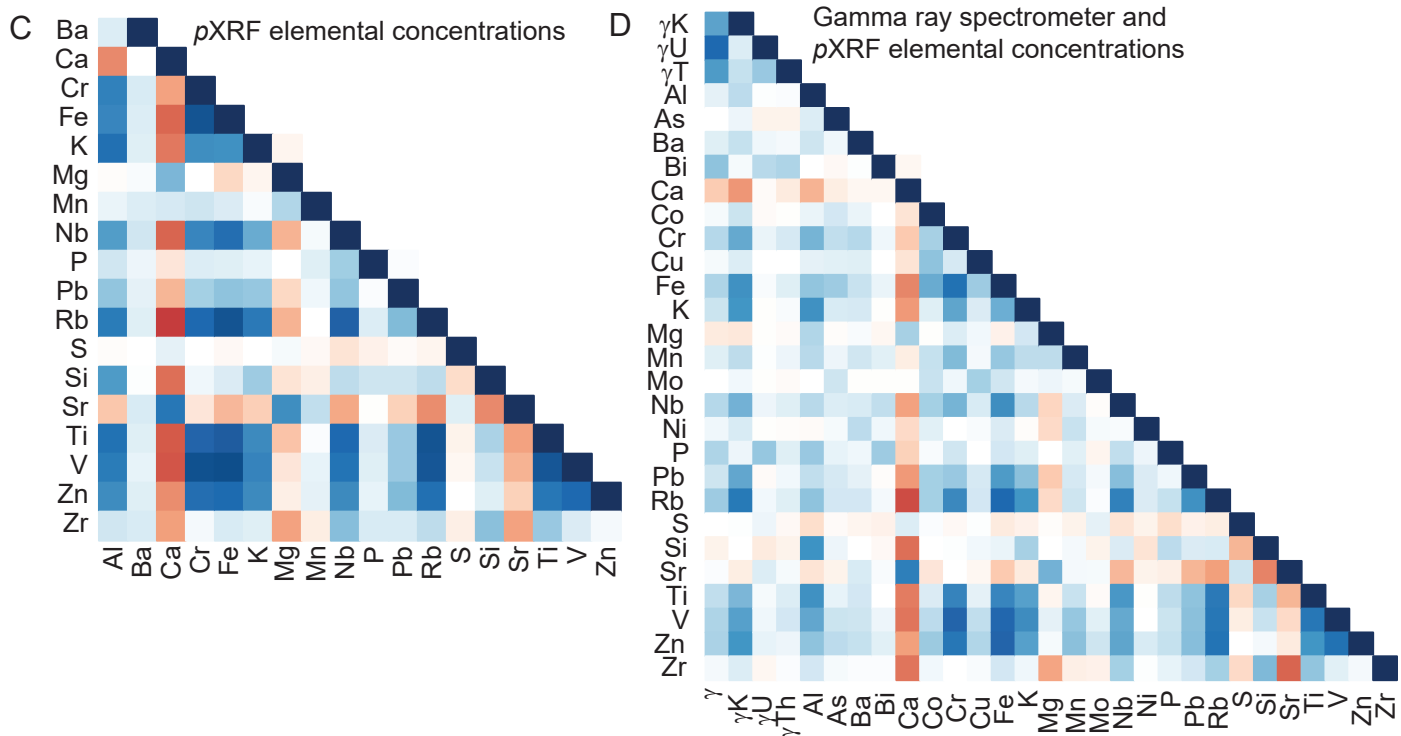 C
pXRF elemental concentrations
Ba
Ca
Cr
Fe
K
Mg
Mn
Nb
P
Pb
Rb
S
Si
Sr
Ti
V
Zn
Zr
Al Ba Ca Cr Fe K Mg Mn Nb P Pb Rb S Si Sr Ti V Zn
D
Gamma ray spectrometer and
pXRF elemental concentrations
γK
γU
γT
Al
As
Ba
Bi
Ca
Co
Cr
Cu
Fe
K
Mg
Mn
Mo
Nb
Ni
P
Pb
Rb
S
Si
Sr
Ti
V
Zn
Zr
γ γK γU γTh Al As Ba Bi Ca Co Cr Cu Fe K Mg Mn Mo Nb Ni P Pb Rb S Si Sr Ti V Zn Zr